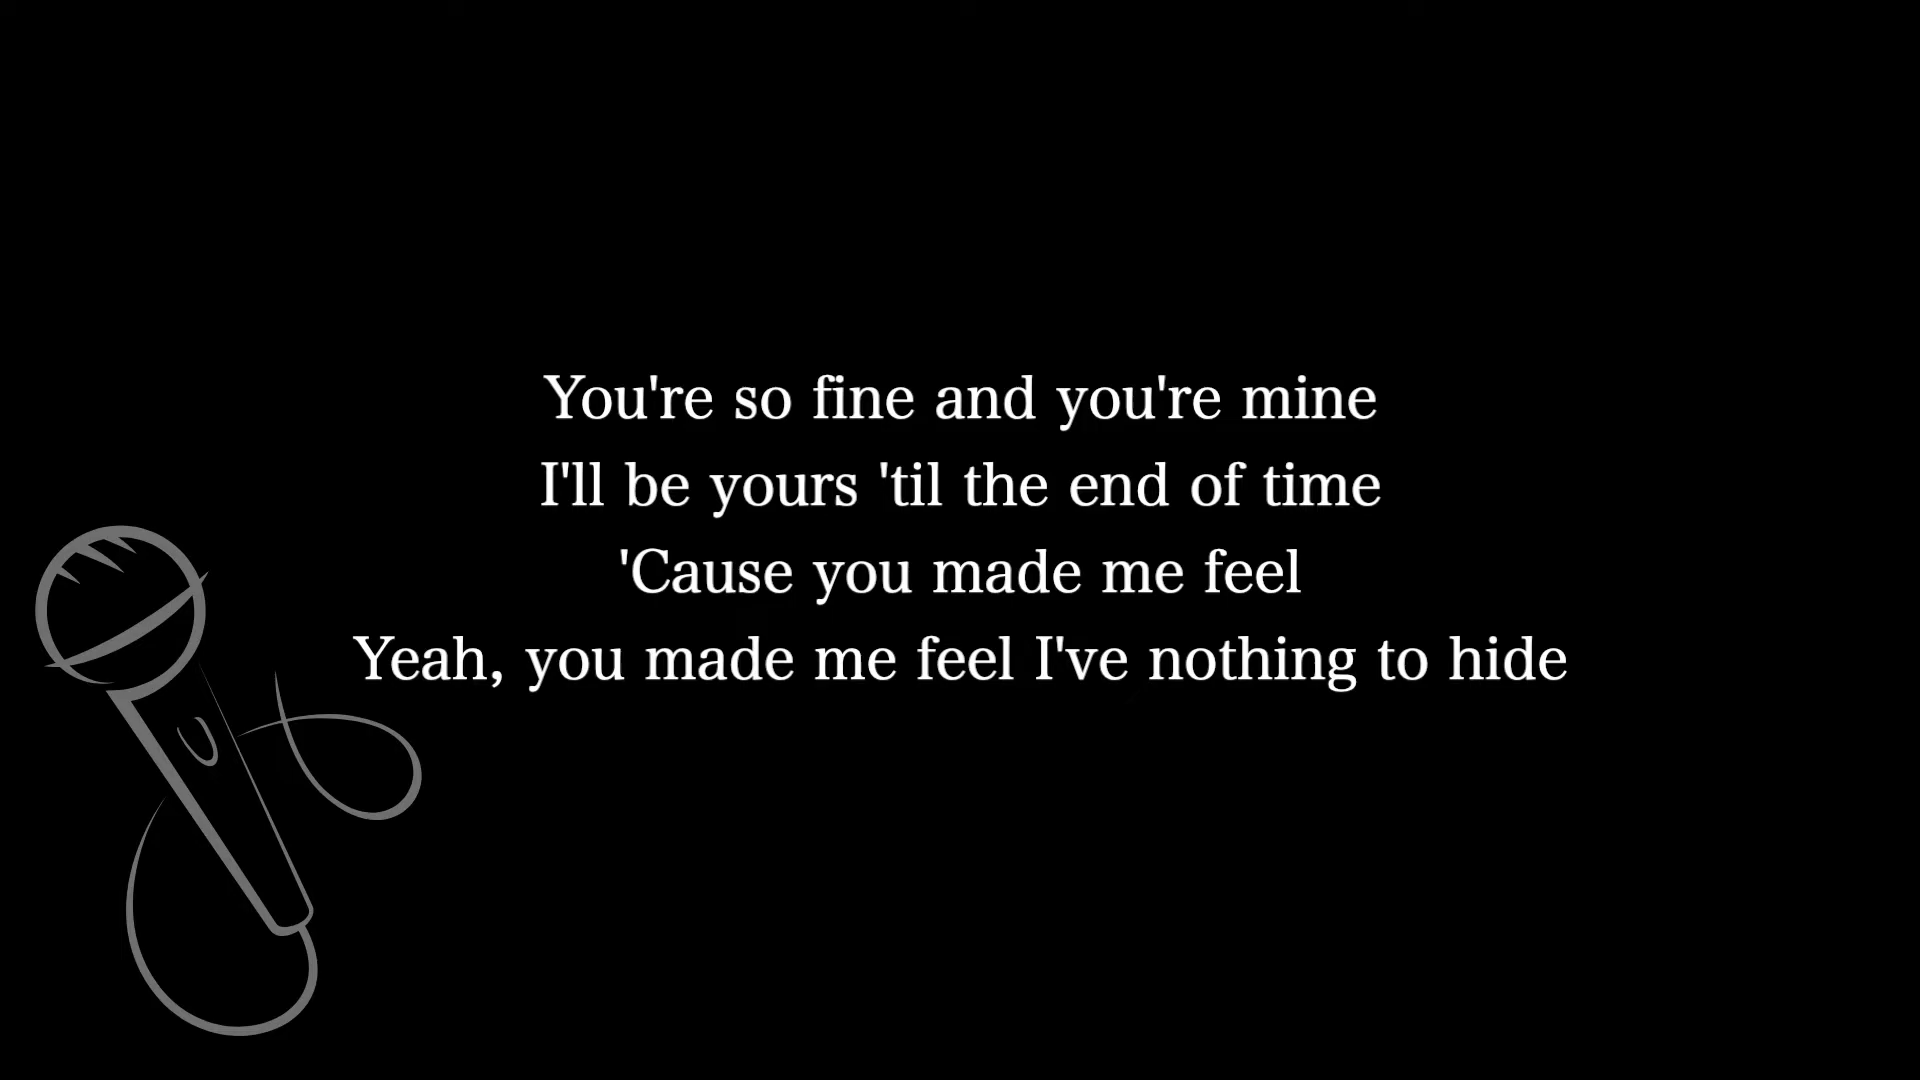 You're so fine and you're mine
I'll be yours 'til the end of time
'Cause you made me feel
Yeah, you made me feel I've nothing to hide